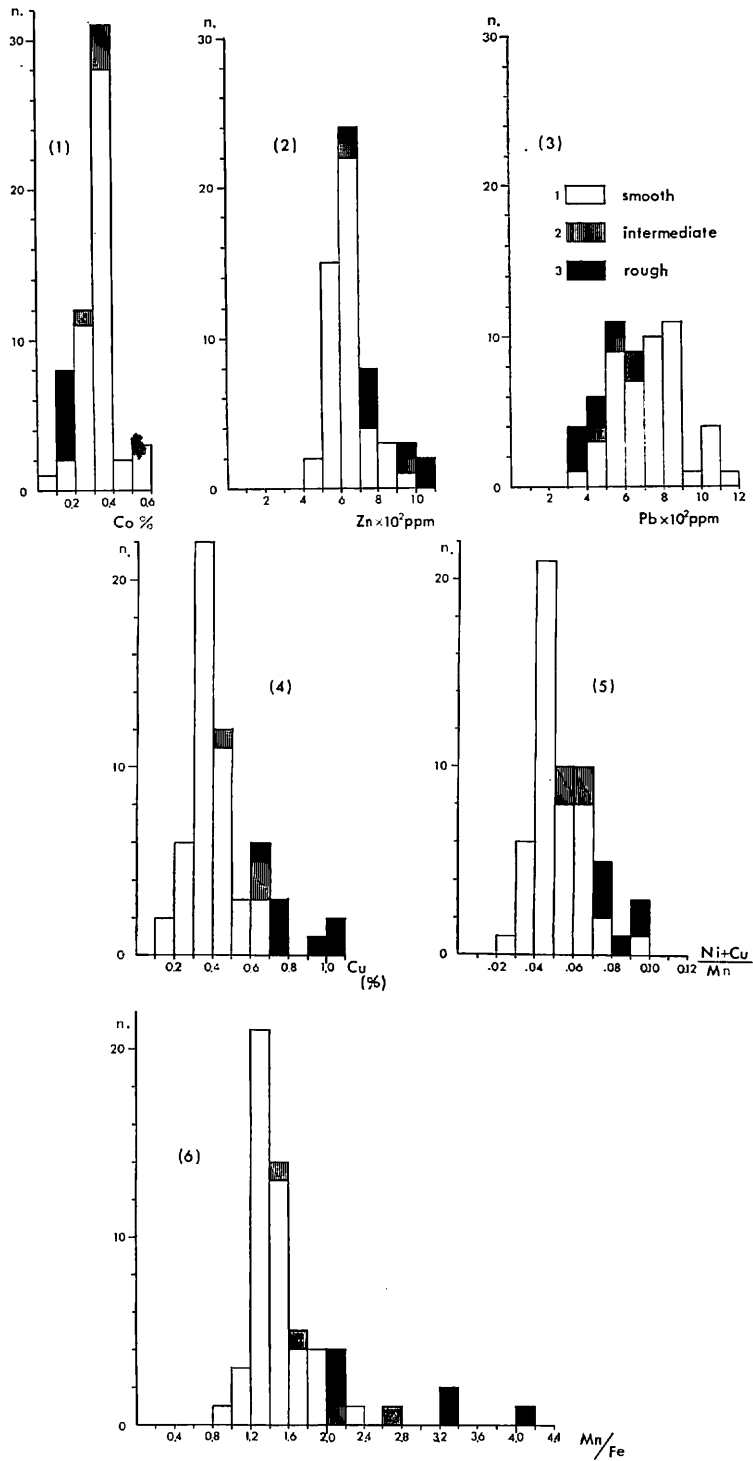 n.
30
20
10
0
(1)
0,2 0,4 0,6
Co %
n.
30
20
10
0
(2)
2 4 6 8 10
Zn×10²ppm
n.
30
20
10
0
(3)
1 smooth
2 intermediate
3 rough
2 4 6 8 10 12
Pb×10²ppm
n.
20
10
0
(4)
0,2 0,4 0,6 0,8 1,0
Cu
(%)
n.
20
10
0
(5)
.02 .04 .06 .08 0.10 0.12
Ni+Cu
Mn
n.
20
10
0
(6)
0,4 0,8 1,2 1,6 2,0 2,4 2,8 3,2 3,6 4,0 4,4
Mn/Fe